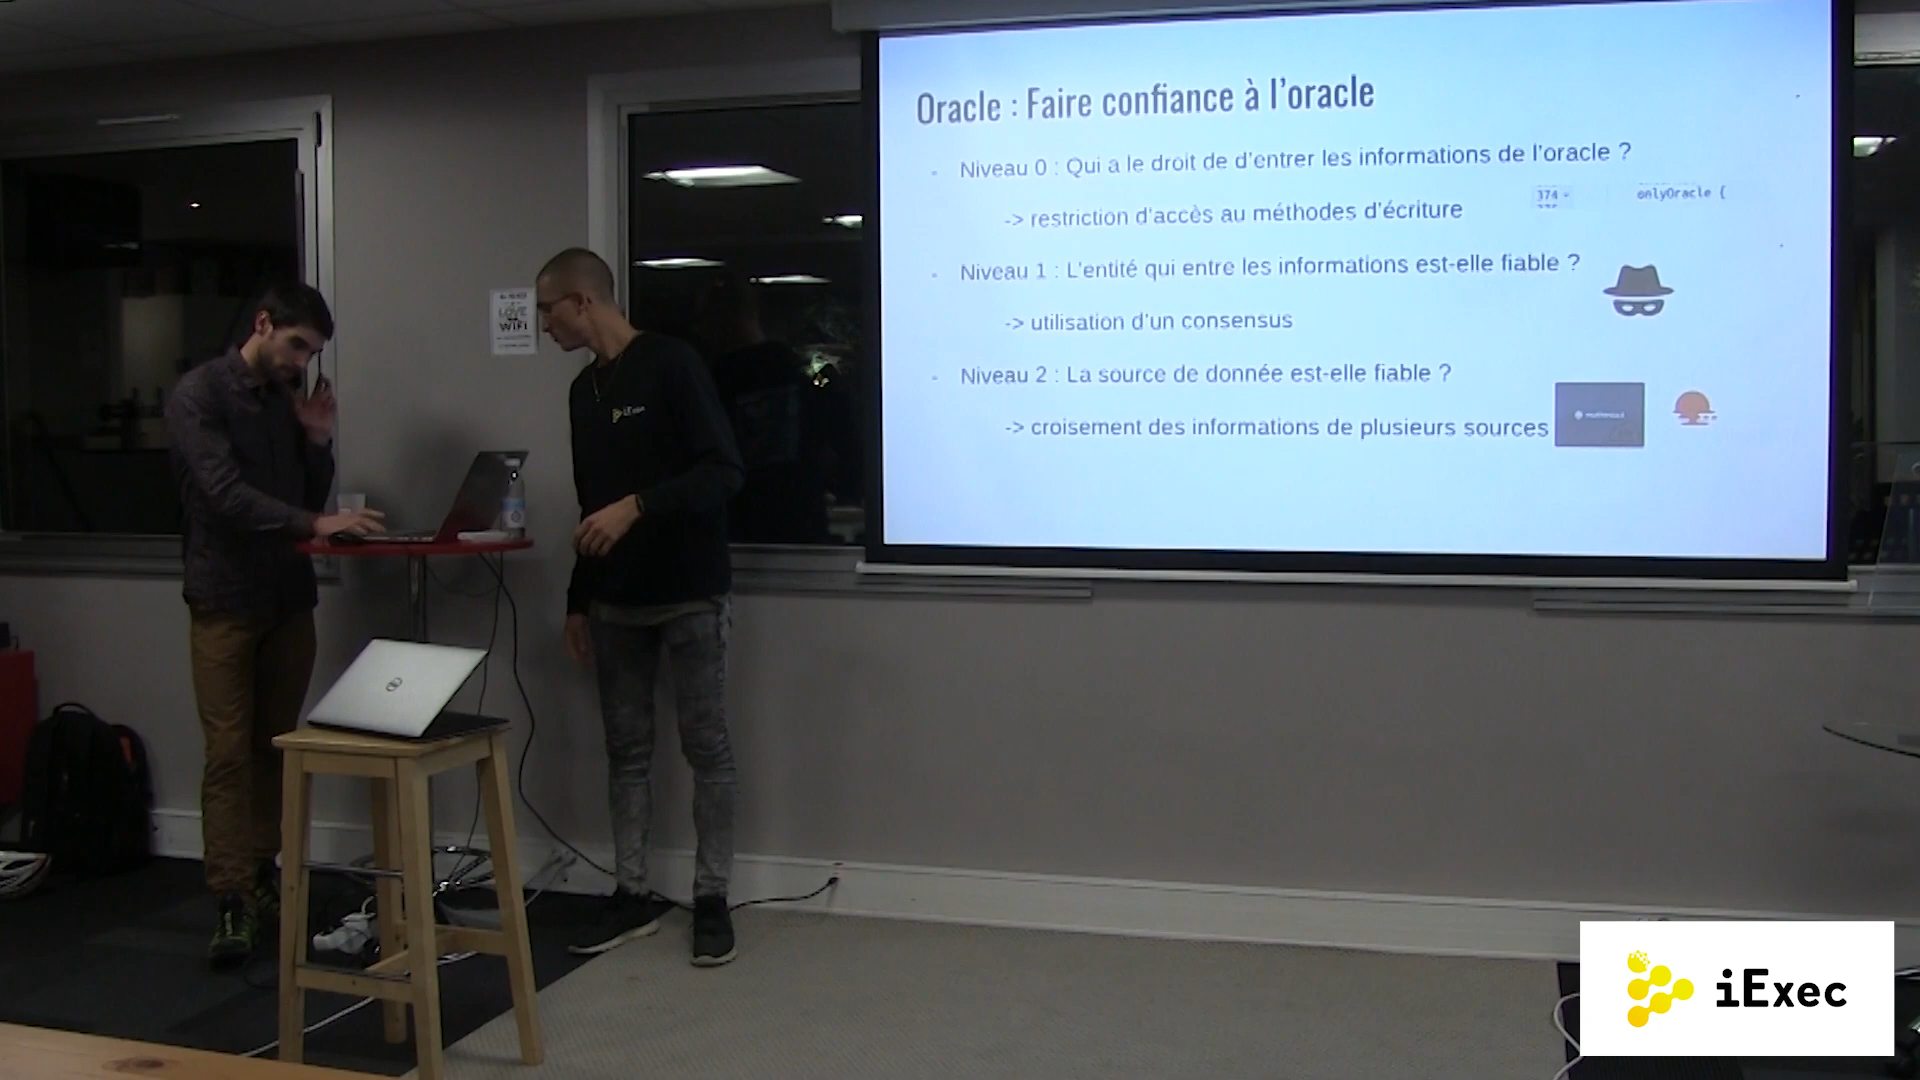 Oracle : Faire confiance à l'oracle
- Niveau 0 : Qui a le droit de d'entrer les informations de l'oracle ?
-> restriction d'accès au méthodes d'écriture
374
onlyOracle {
- Niveau 1 : L'entité qui entre les informations est-elle fiable ?
-> utilisation d'un consensus
- Niveau 2 : La source de donnée est-elle fiable ?
-> croisement des informations de plusieurs sources
LOVE
WIFI
iExec
DELL
iExec